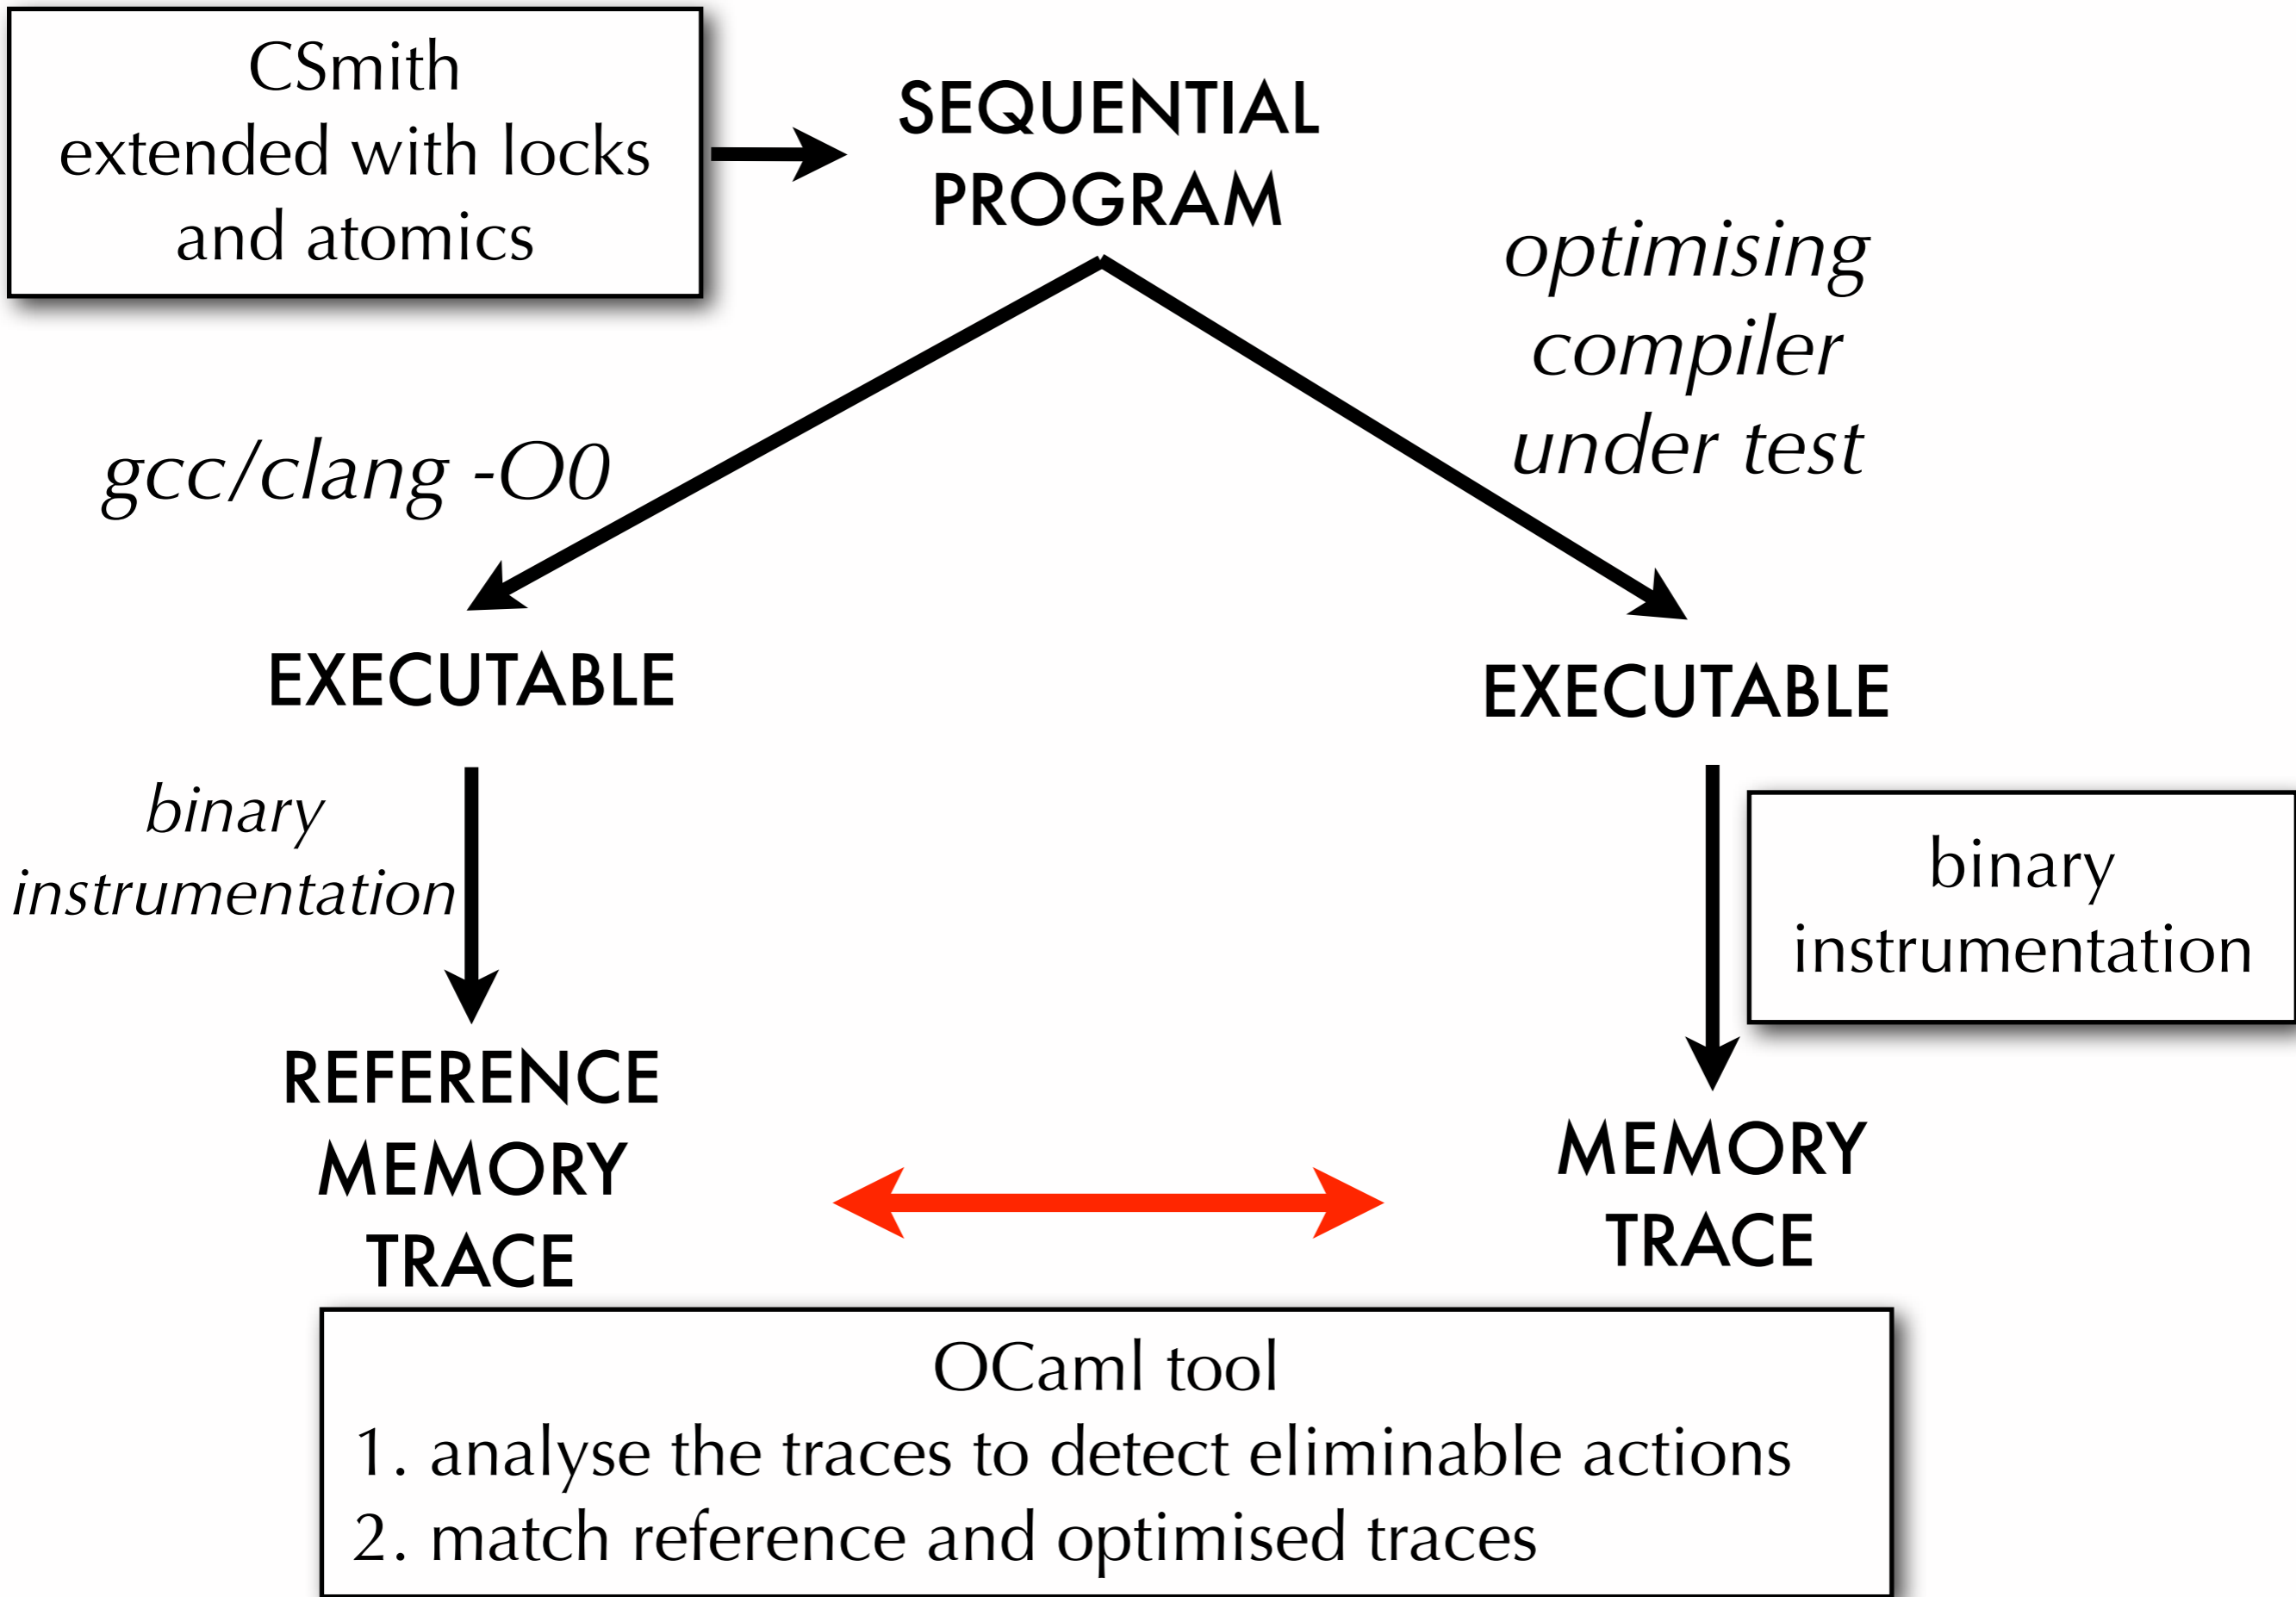 CSmith
extended with locks
and atomics
SEQUENTIAL
PROGRAM
optimising
compiler
under test
gcc/clang -O0
EXECUTABLE
EXECUTABLE
binary
instrumentation
binary
instrumentation
REFERENCE
MEMORY
TRACE
MEMORY
TRACE
OCaml tool
1. analyse the traces to detect eliminable actions
2. match reference and optimised traces